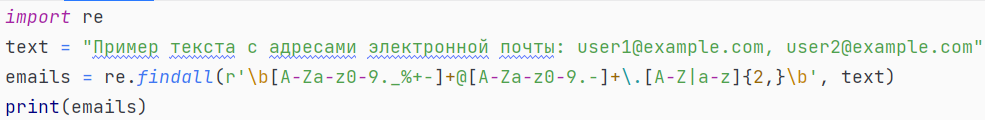 import re
text = "Пример текста с адресами электронной почты: user1@example.com, user2@example.com"
emails = re.findall(r'\b[A-Za-z0-9._%+-]+@[A-Za-z0-9.-]+\.[A-Z|a-z]{2,}\b', text)
print(emails)